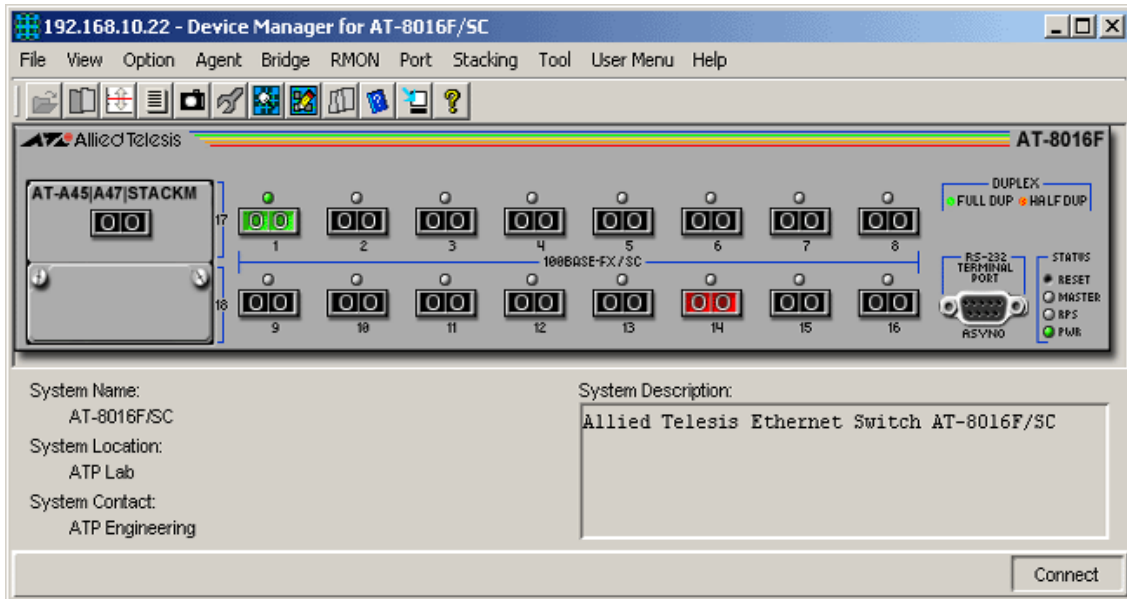 192.168.10.22 - Device Manager for AT-8016F/SC
File View Option Agent Bridge RMON Port Stacking Tool User Menu Help
Allied Telesis
AT-8016F
AT-A45|A47|STACKM
17
1 2 3 4 5 6 7 8
100BASE-FX/SC
18
9 10 11 12 13 14 15 16
DUPLEX
FULL DUP HALF DUP
RS-232
TERMINAL
PORT
ASYN0
STATUS
RESET
MASTER
RPS
PWR
System Name:
AT-8016F/SC
System Location:
ATP Lab
System Contact:
ATP Engineering
System Description:
Allied Telesis Ethernet Switch AT-8016F/SC
Connect